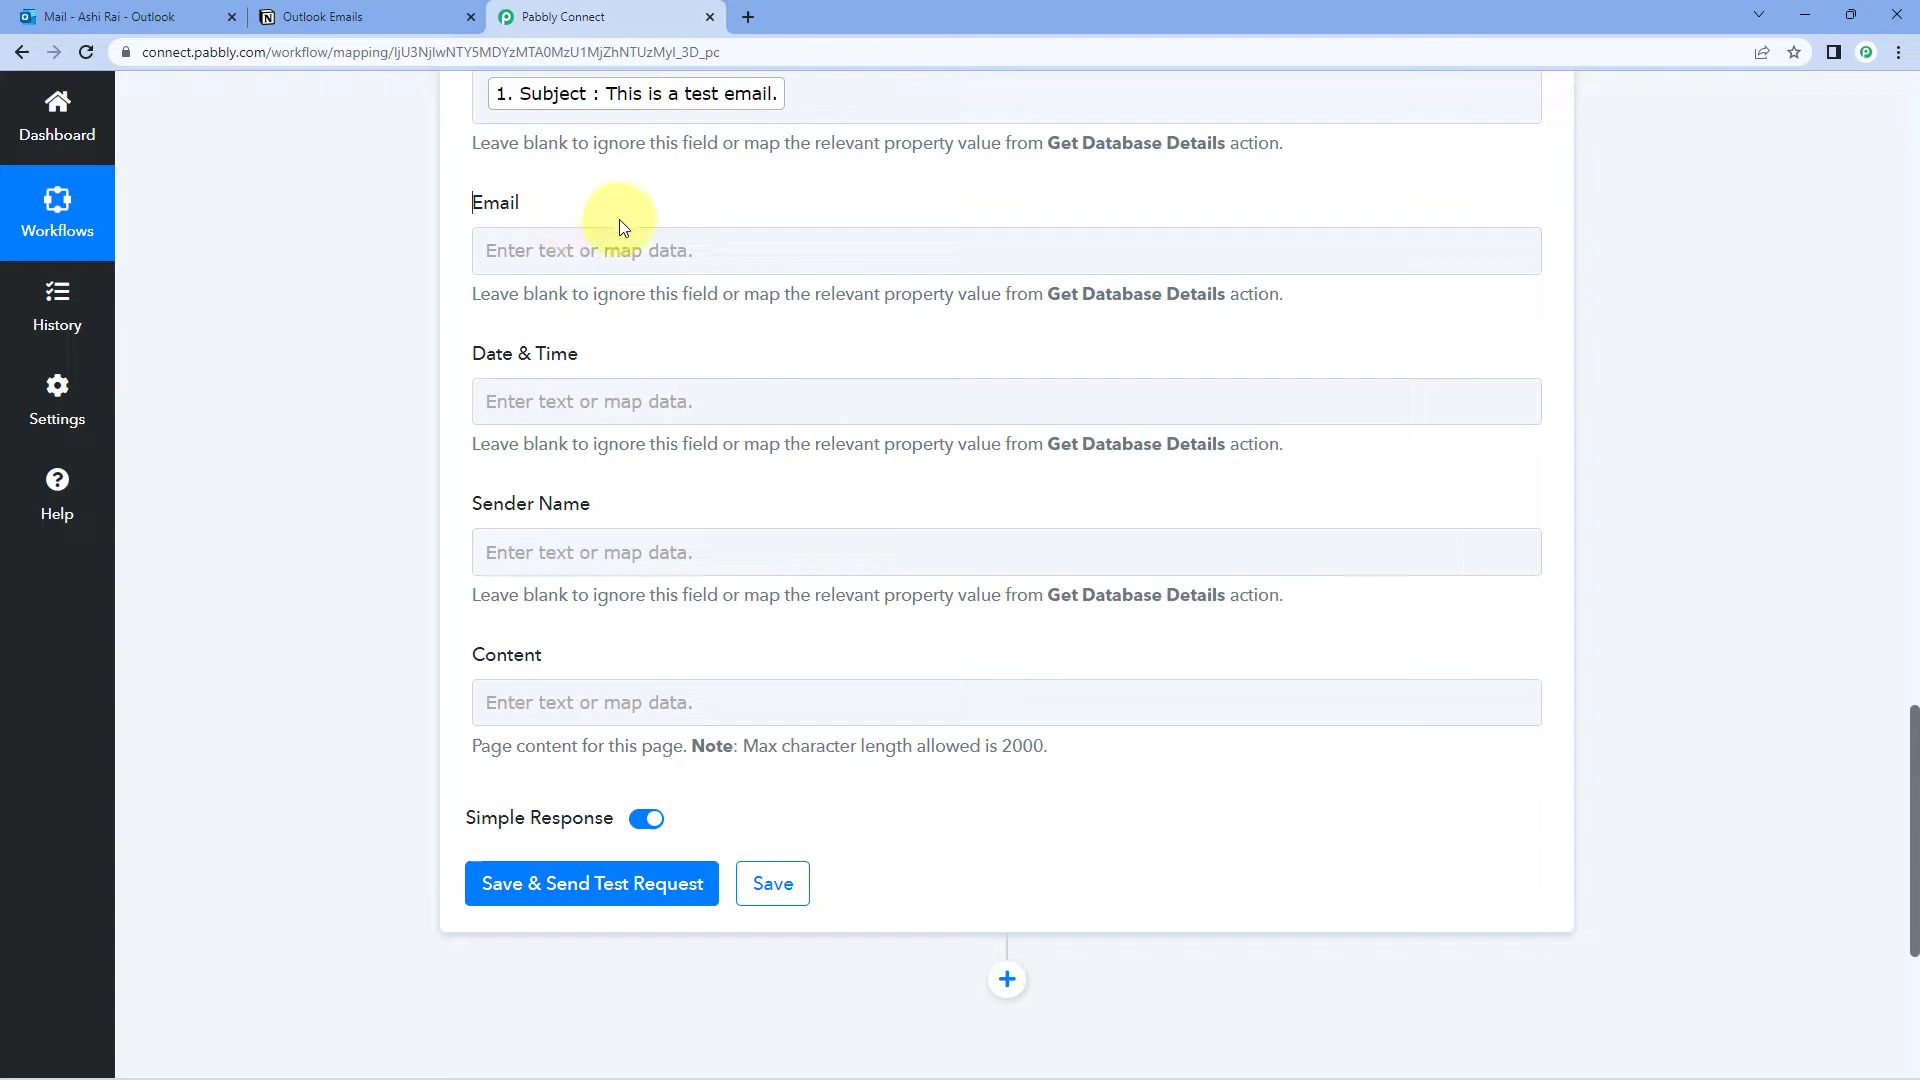 Mail - Ashi Rai - Outlook
Outlook Emails
Pabbly Connect
connect.pabbly.com/workflow/mapping/IjU3NjIwNTY5MDYzMTA0MzU1MjZhNTUzMyI_3D_pc
Dashboard
Workflows
History
Settings
Help
1. Subject : This is a test email.
Leave blank to ignore this field or map the relevant property value from Get Database Details action.
Email
Enter text or map data.
Leave blank to ignore this field or map the relevant property value from Get Database Details action.
Date & Time
Enter text or map data.
Leave blank to ignore this field or map the relevant property value from Get Database Details action.
Sender Name
Enter text or map data.
Leave blank to ignore this field or map the relevant property value from Get Database Details action.
Content
Enter text or map data.
Page content for this page. Note: Max character length allowed is 2000.
Simple Response
Save & Send Test Request
Save